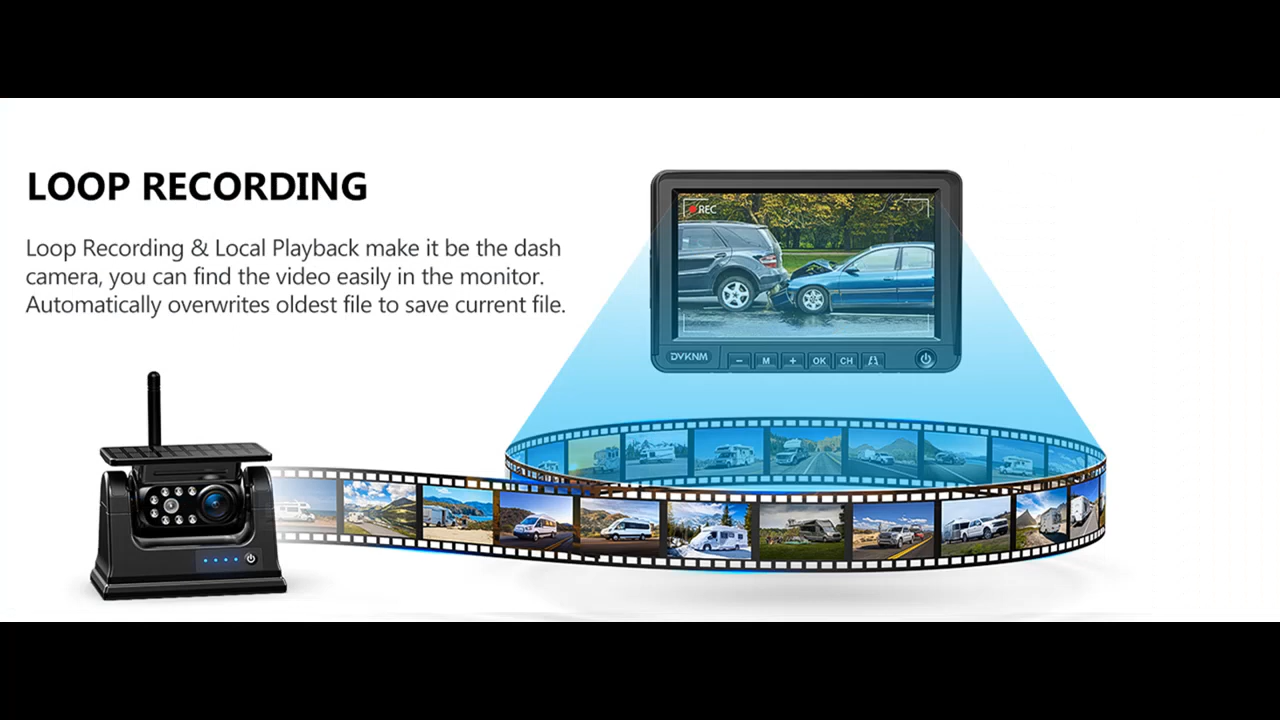 LOOP RECORDING
Loop Recording & Local Playback make it be the dash
camera, you can find the video easily in the monitor.
Automatically overwrites oldest file to save current file.
REC
DVKNM
− M + OK CH